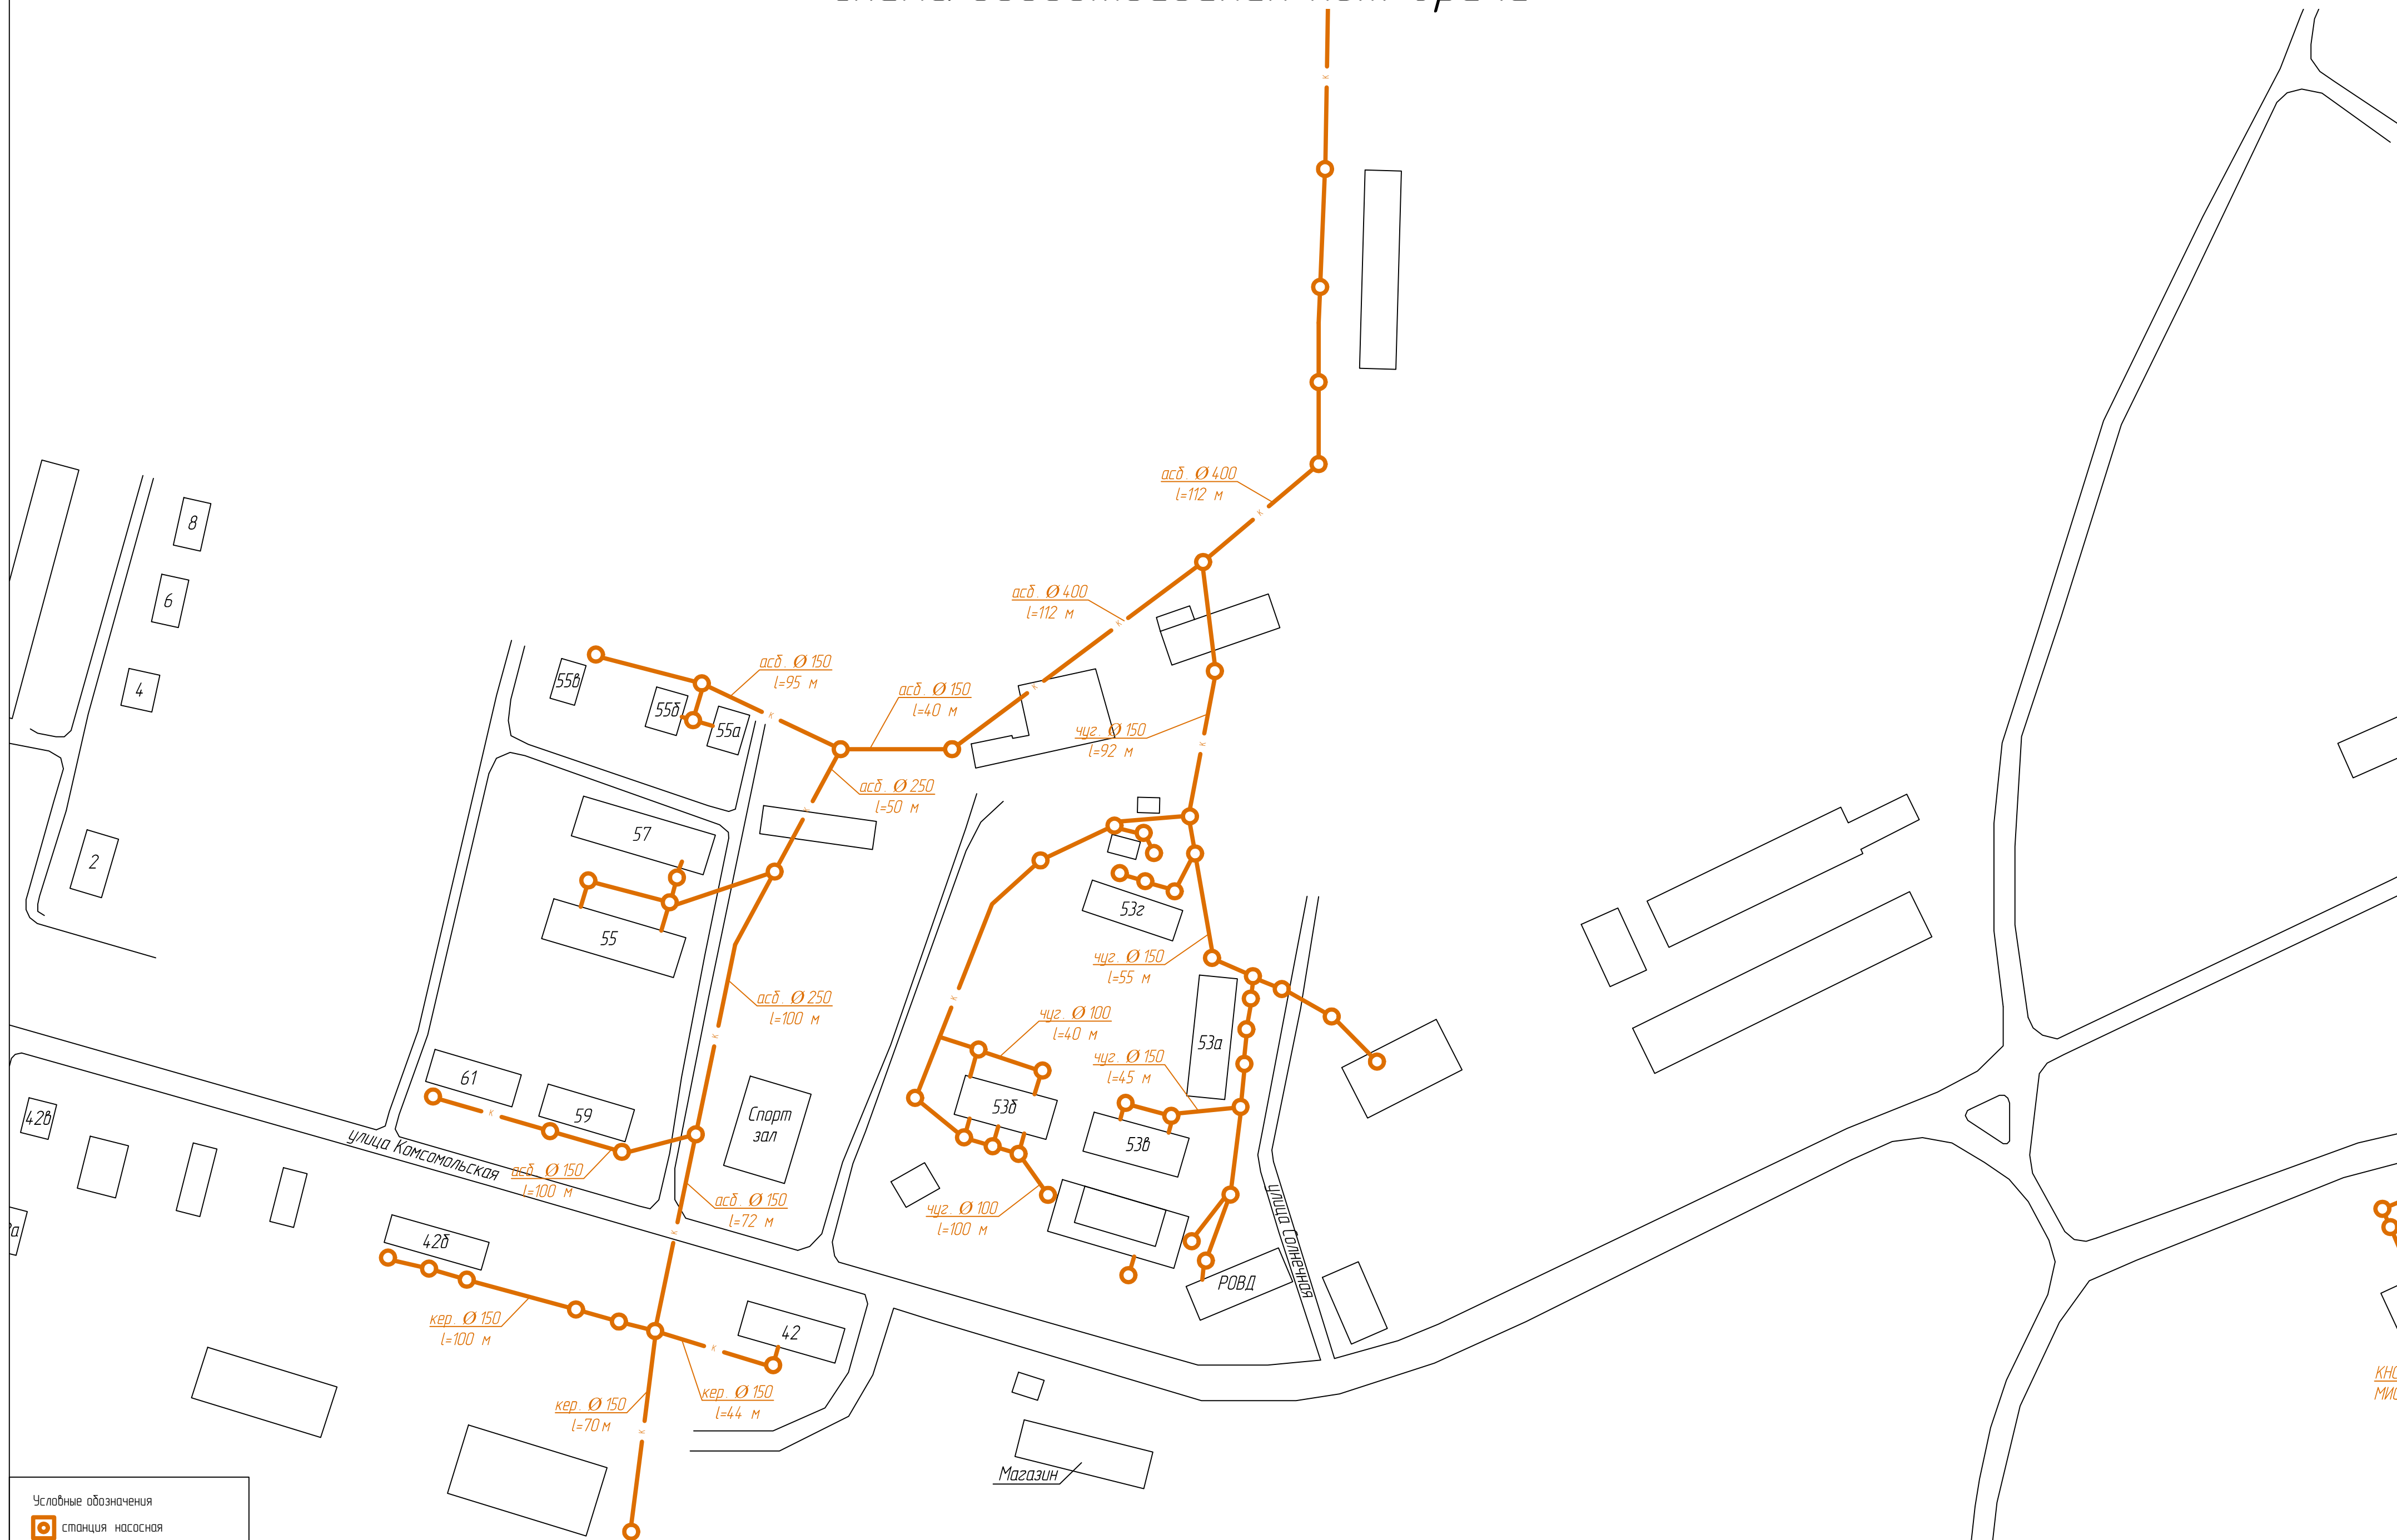 асб. Ø 400
l=112 м
8
асб. Ø 400
l=112 м
6
асб. Ø 150
l=95 м
4
55в
55б
55а
асб. Ø 150
l=40 м
чуг. Ø 150
l=92 м
асб. Ø 250
l=50 м
57
2
55
53г
чуг. Ø 150
l=55 м
асб. Ø 250
l=100 м
чуг. Ø 100
l=40 м
53а
чуг. Ø 150
l=45 м
61
59
53б
42в
Спорт
зал
53в
улица Комсомольская
асб. Ø 150
l=100 м
асб. Ø 150
l=72 м
чуг. Ø 100
l=100 м
улица Солнечная
42б
РОВД
кер. Ø 150
l=100 м
42
кер. Ø 150
l=44 м
кер. Ø 150
l=70 м
Магазин
Условные обозначения
станция насосная